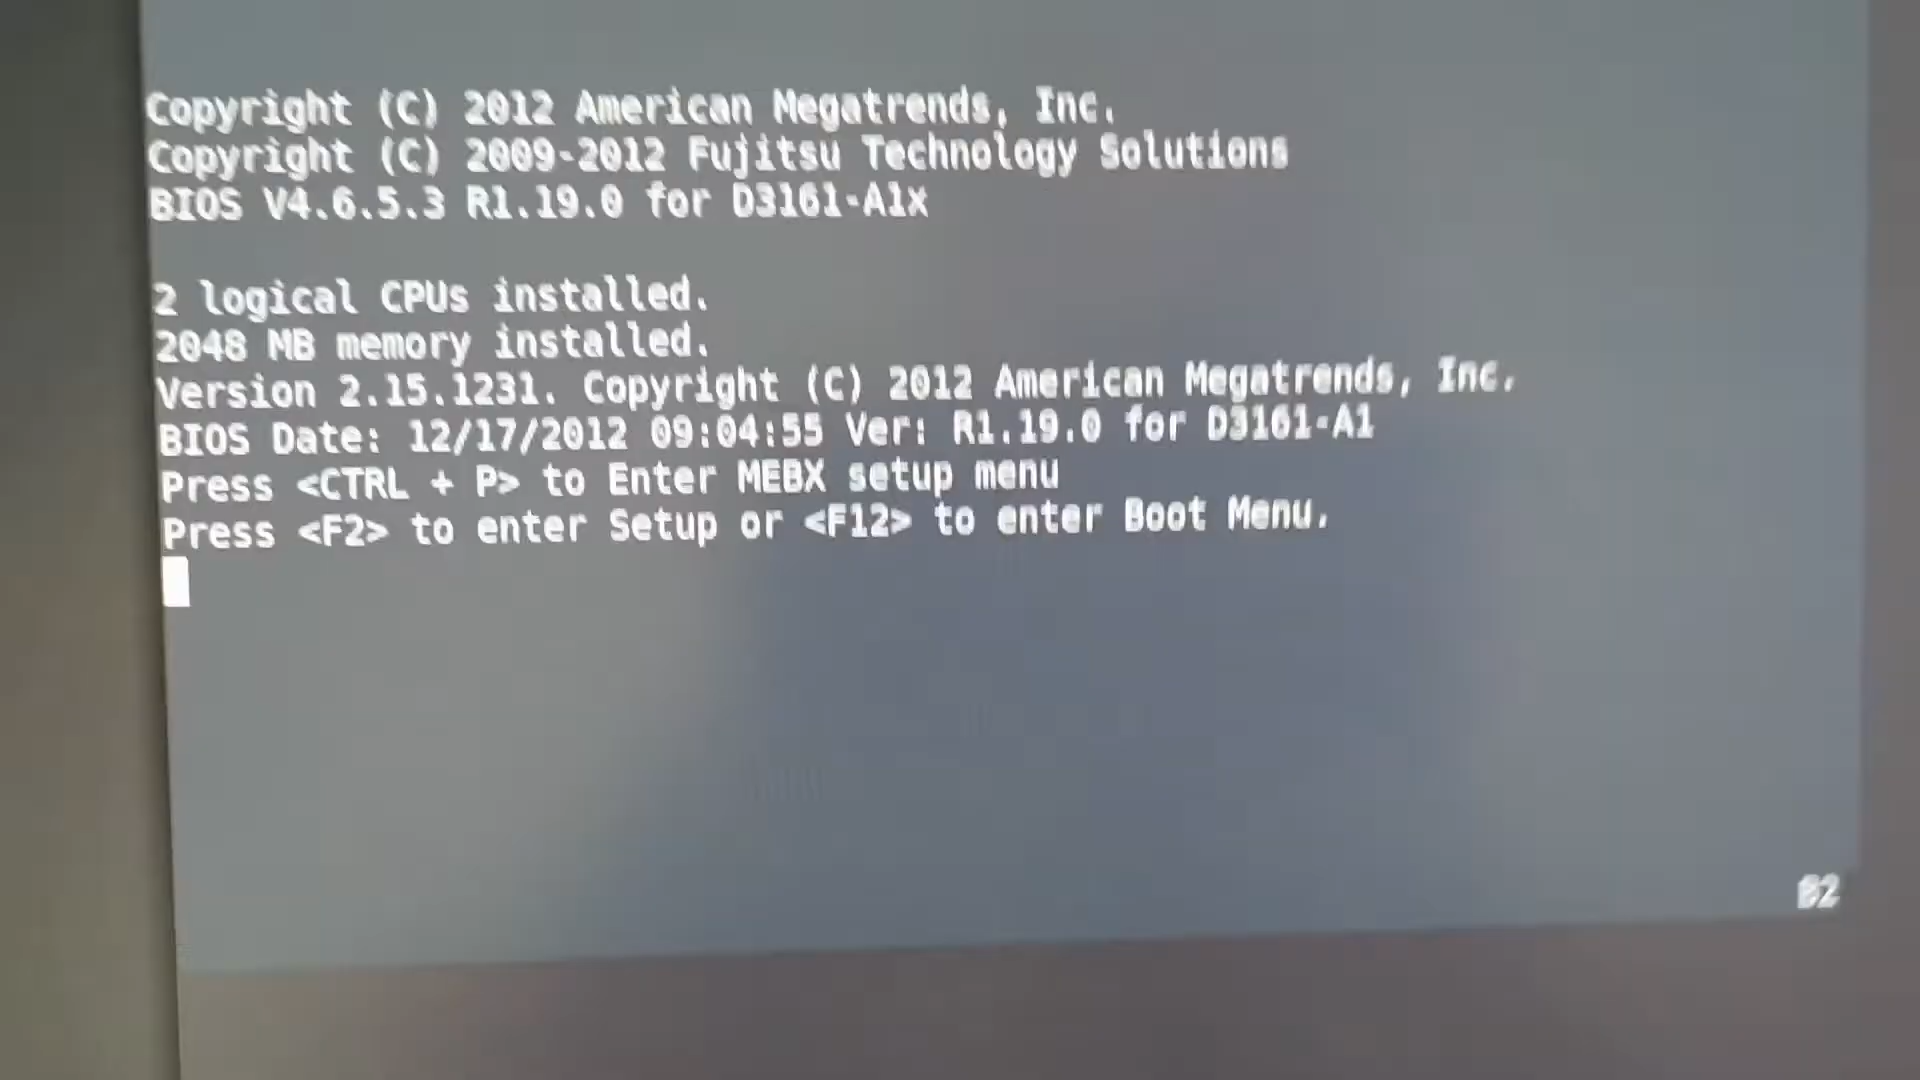 Copyright (C) 2012 American Megatrends, Inc.
Copyright (C) 2009-2012 Fujitsu Technology Solutions
BIOS V4.6.5.3 R1.19.0 for D3161-A1x
2 logical CPUs installed.
2048 MB memory installed.
Version 2.15.1231. Copyright (C) 2012 American Megatrends, Inc.
BIOS Date: 12/17/2012 09:04:55 Ver: R1.19.0 for D3161-A1
Press <CTRL + P> to Enter MEBX setup menu
Press <F2> to enter Setup or <F12> to enter Boot Menu.